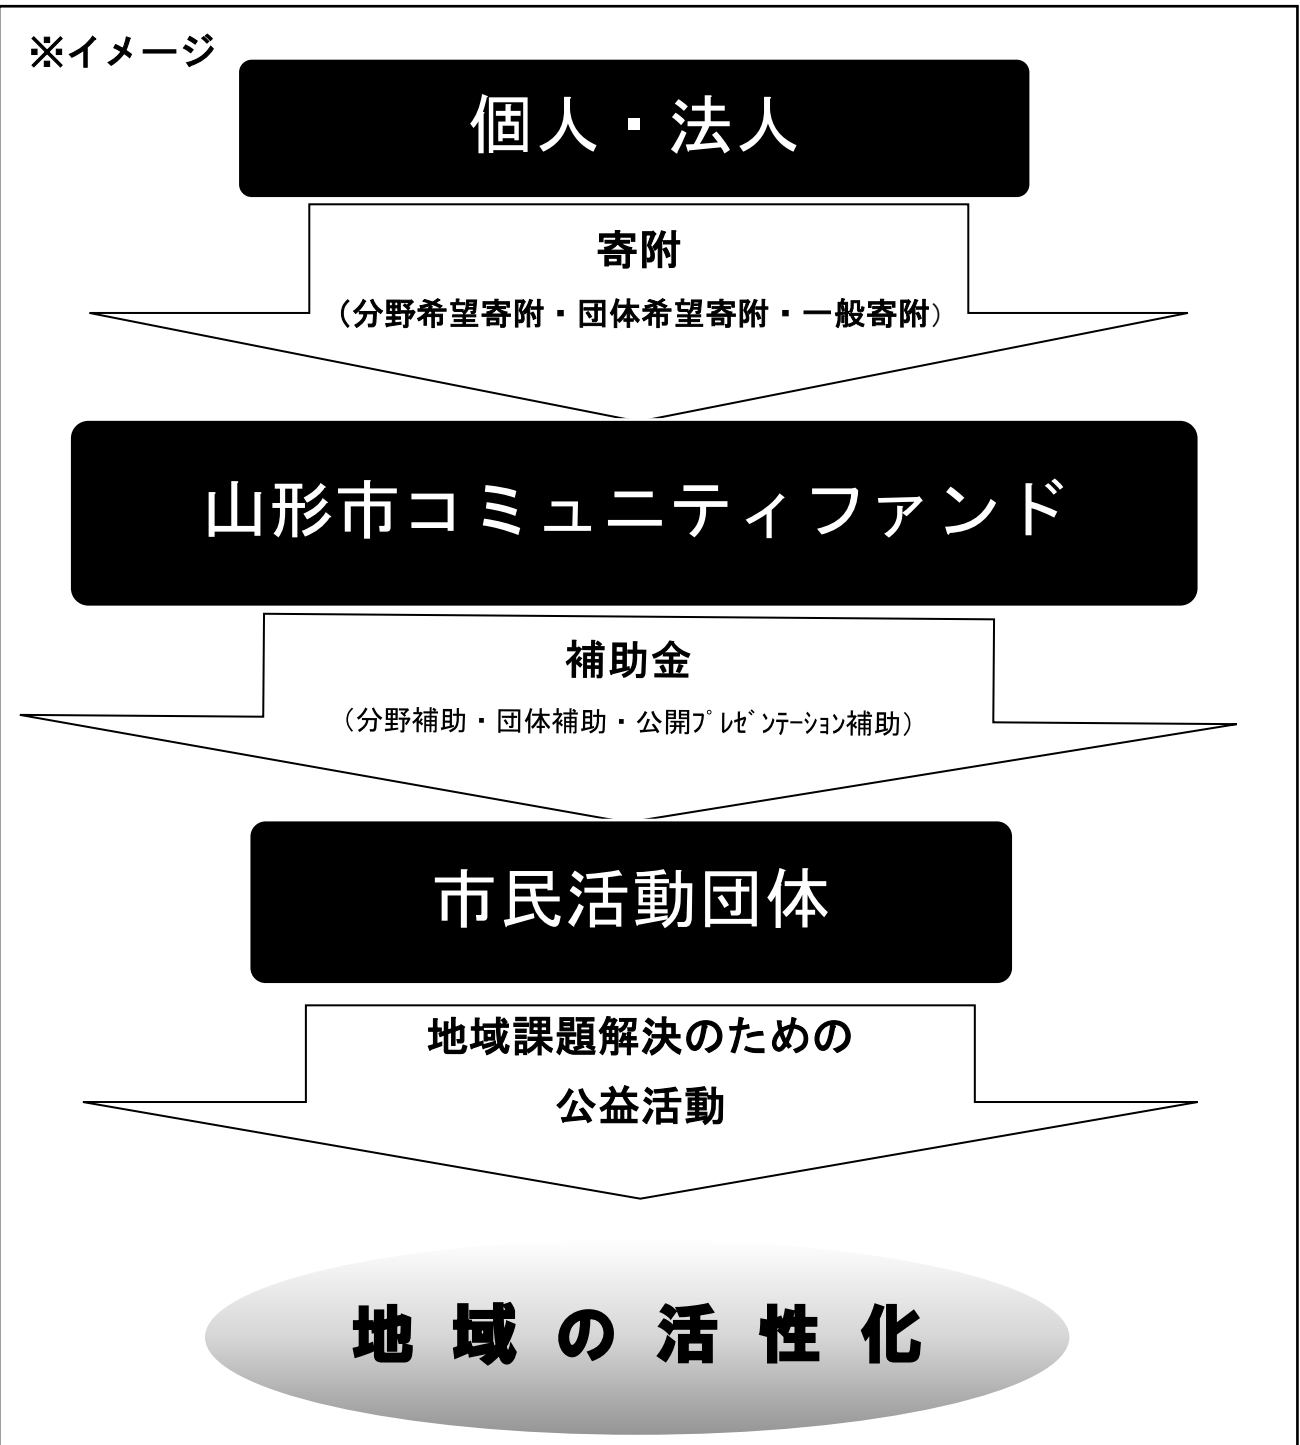 ※イメージ
個人・法人
寄附
（分野希望寄附・団体希望寄附・一般寄附）
山形市コミュニティファンド
補助金
（分野補助・団体補助・公開ﾌﾟﾚｾﾞﾝﾃｰｼｮﾝ補助）
市民活動団体
地域課題解決のための
公益活動
地域の活性化